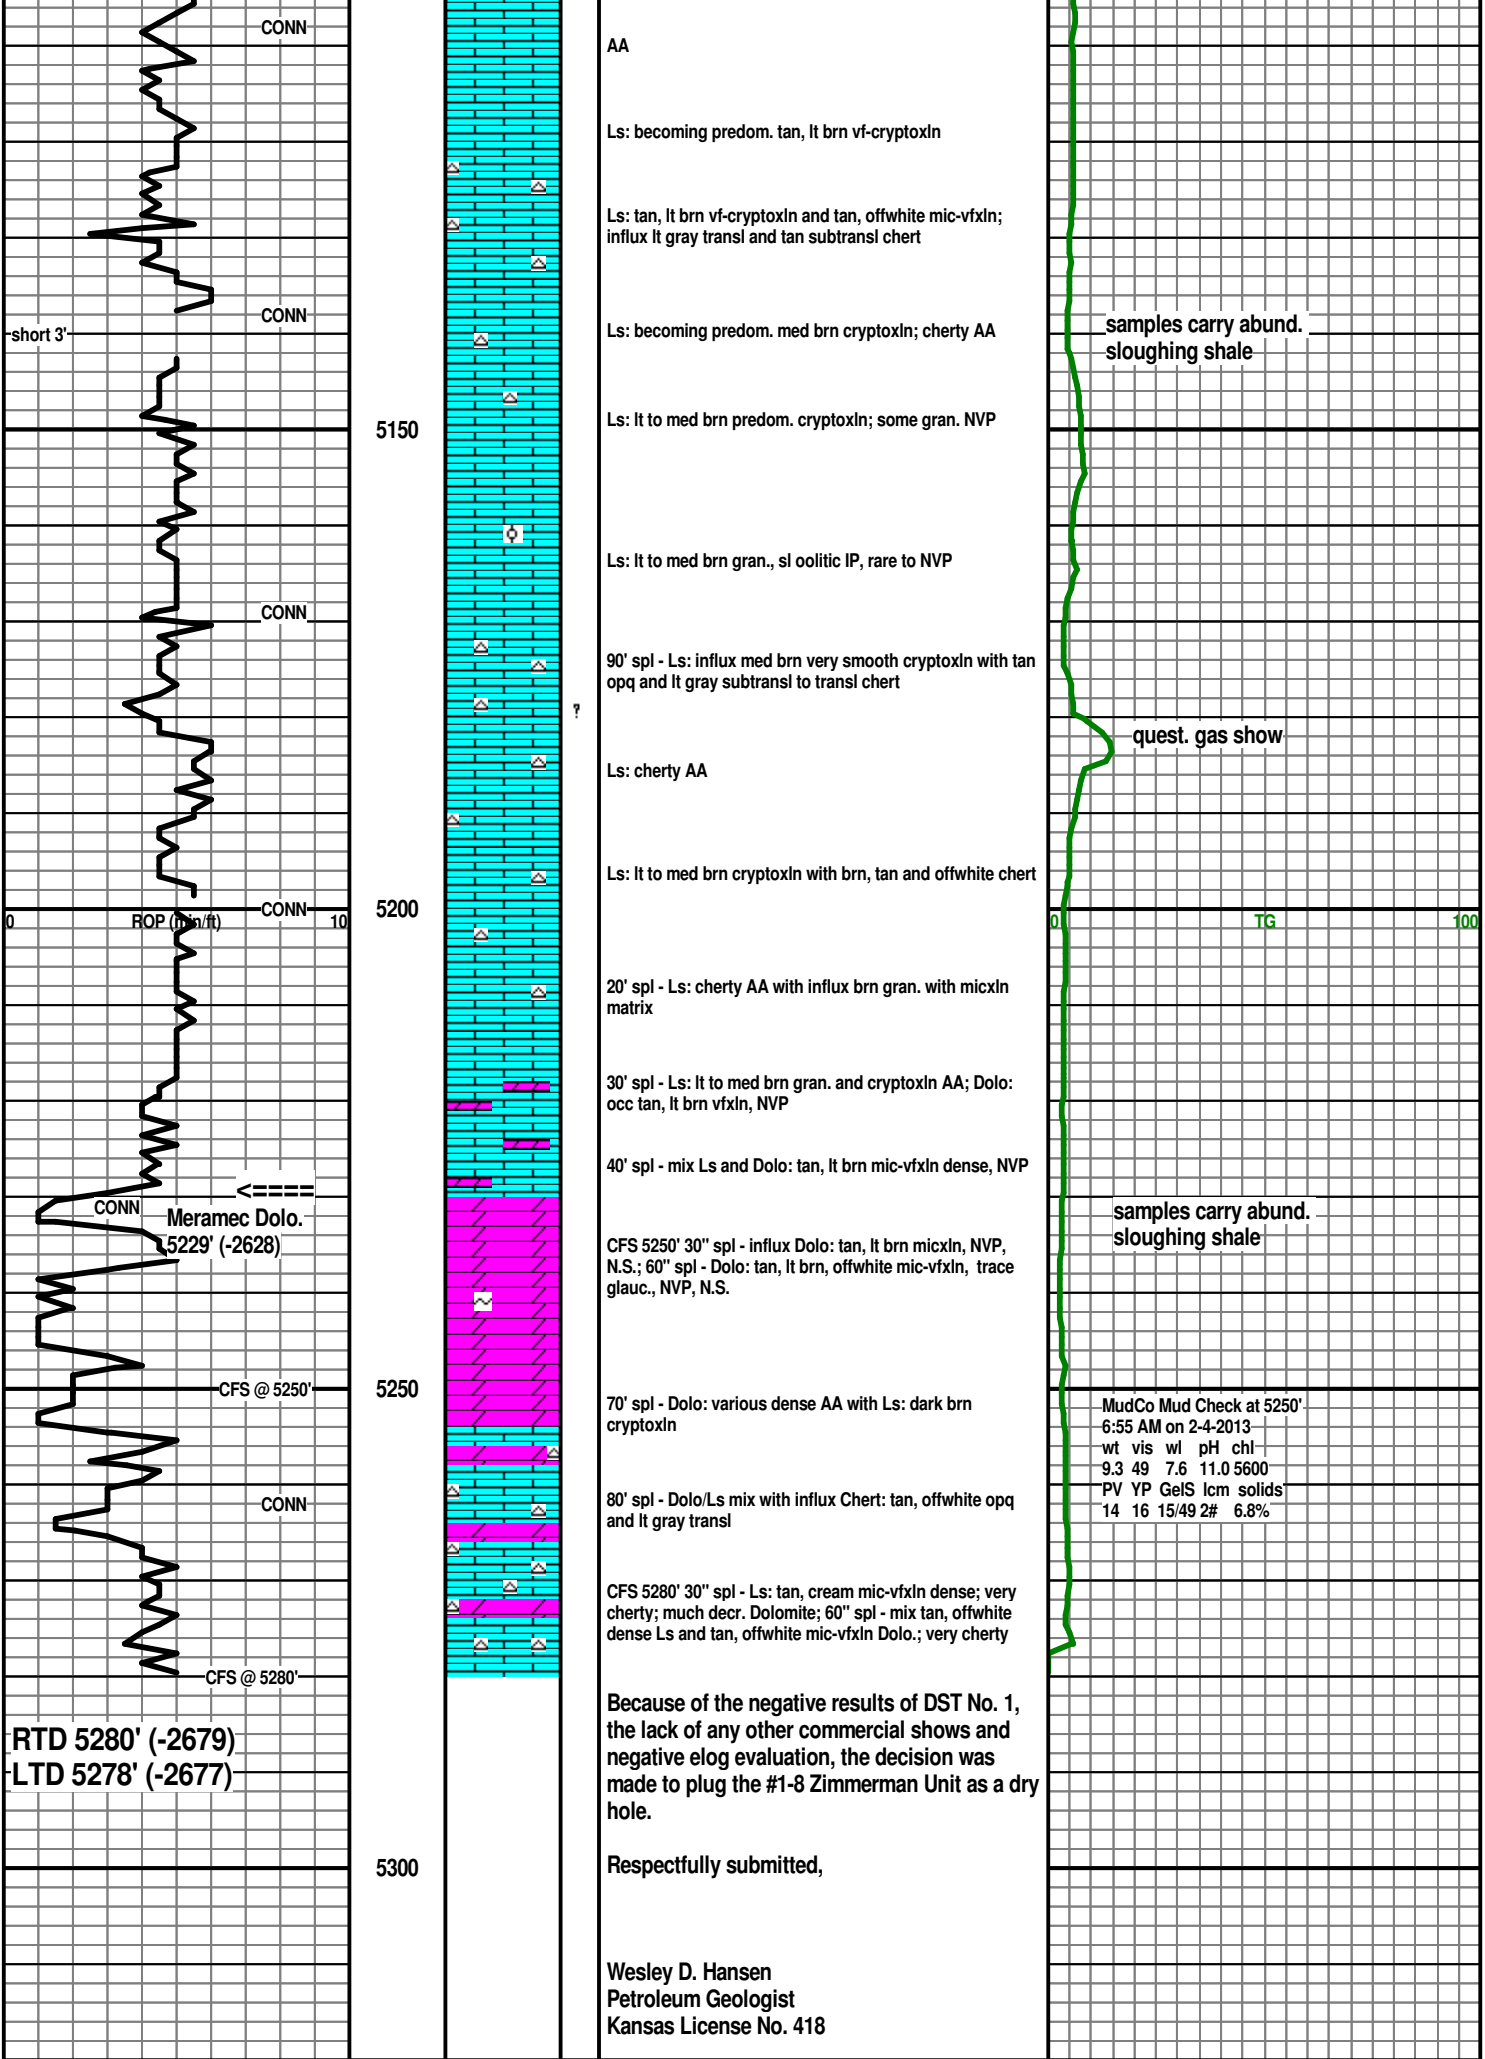 CONN
AA
Ls: becoming predom. tan, lt brn vf-cryptoxln
Ls: tan, lt brn vf-cryptoxln and tan, offwhite mic-vfxln;
influx lt gray transl and tan subtransl chert
CONN
short 3'
Ls: becoming predom. med brn cryptoxln; cherty AA
samples carry abund.
sloughing shale
Ls: lt to med brn predom. cryptoxln; some gran. NVP
5150
Ls: lt to med brn gran., sl oolitic IP, rare to NVP
CONN
90' spl - Ls: influx med brn very smooth cryptoxln with tan
opq and lt gray subtransl to transl chert
?
quest. gas show
Ls: cherty AA
Ls: lt to med brn cryptoxln with brn, tan and offwhite chert
CONN
5200
0 ROP (min/ft) 10
0 TG 100
20' spl - Ls: cherty AA with influx brn gran. with micxln
matrix
30' spl - Ls: lt to med brn gran. and cryptoxln AA; Dolo:
occ tan, lt brn vfxln, NVP
40' spl - mix Ls and Dolo: tan, lt brn mic-vfxln dense, NVP
<====
CONN
Meramec Dolo.
5229' (-2628)
samples carry abund.
sloughing shale
CFS 5250' 30" spl - influx Dolo: tan, lt brn micxln, NVP,
N.S.; 60" spl - Dolo: tan, lt brn, offwhite mic-vfxln, trace
glauc., NVP, N.S.
CFS @ 5250'
5250
70' spl - Dolo: various dense AA with Ls: dark brn
cryptoxln
MudCo Mud Check at 5250'
6:55 AM on 2-4-2013
wt vis wl pH chl
9.3 49 7.6 11.0 5600
PV YP GelS lcm solids
14 16 15/49 2# 6.8%
CONN
80' spl - Dolo/Ls mix with influx Chert: tan, offwhite opq
and lt gray transl
CFS 5280' 30" spl - Ls: tan, cream mic-vfxln dense; very
cherty; much decr. Dolomite; 60" spl - mix tan, offwhite
dense Ls and tan, offwhite mic-vfxln Dolo.; very cherty
CFS @ 5280'
RTD 5280' (-2679)
LTD 5278' (-2677)
Because of the negative results of DST No. 1,
the lack of any other commercial shows and
negative elog evaluation, the decision was
made to plug the #1-8 Zimmerman Unit as a dry
hole.
5300
Respectfully submitted,
Wesley D. Hansen
Petroleum Geologist
Kansas License No. 418